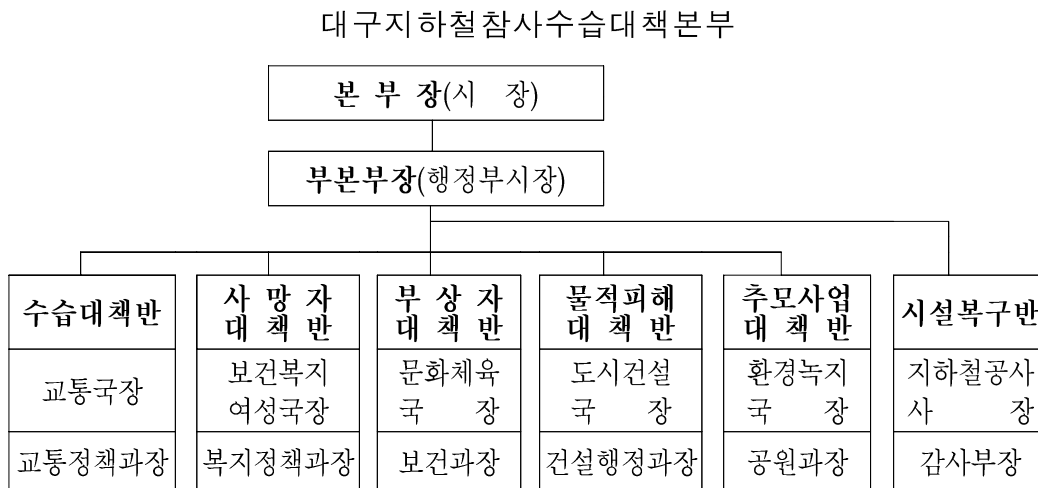 대구지하철참사수습대책본부
본 부 장(시 장)
부본부장(행정부시장)
수습대책반
교통국장
교통정책과장
사 망 자
대 책 반
보건복지
여성국장
복지정책과장
부 상 자
대 책 반
문화체육
국 장
보건과장
물적피해
대 책 반
도시건설
국 장
건설행정과장
추모사업
대 책 반
환경녹지
국 장
공원과장
시설복구반
지하철공사
사 장
감사부장